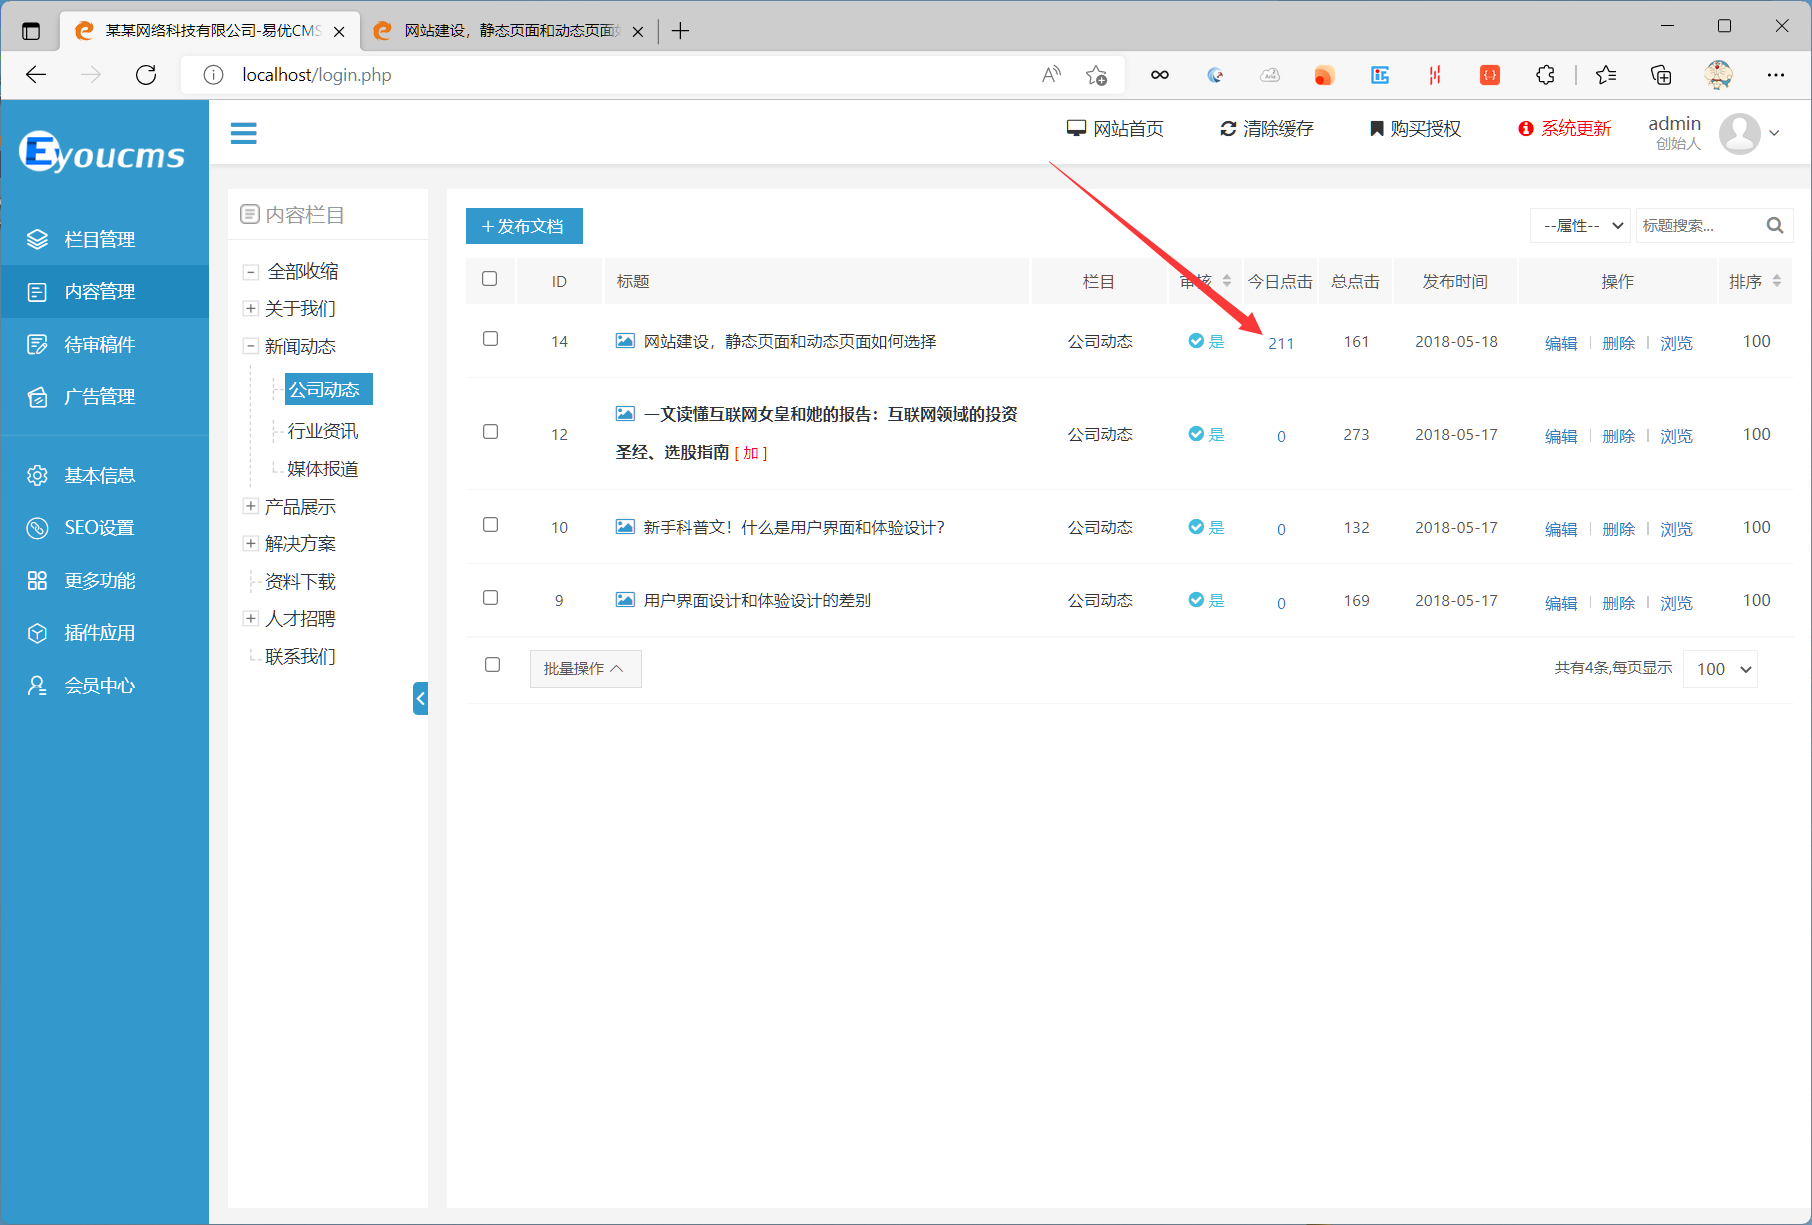 某某网络科技有限公司-易优CMS
网站建设，静态页面和动态页面如
localhost/login.php
Eyoucms
网站首页
清除缓存
购买授权
系统更新
admin
创始人
栏目管理
内容管理
待审稿件
广告管理
基本信息
SEO设置
更多功能
插件应用
会员中心
内容栏目
全部收缩
关于我们
新闻动态
公司动态
行业资讯
媒体报道
产品展示
解决方案
资料下载
人才招聘
联系我们
+ 发布文档
--属性--
标题搜索...
ID 标题 栏目 审核 今日点击 总点击 发布时间 操作 排序
14 网站建设，静态页面和动态页面如何选择 公司动态 是 211 161 2018-05-18 编辑 | 删除 | 浏览 100
12 一文读懂互联网女皇和她的报告：互联网领域的投资
圣经、选股指南 [ 加 ] 公司动态 是 0 273 2018-05-17 编辑 | 删除 | 浏览 100
10 新手科普文！什么是用户界面和体验设计？ 公司动态 是 0 132 2018-05-17 编辑 | 删除 | 浏览 100
9 用户界面设计和体验设计的差别 公司动态 是 0 169 2018-05-17 编辑 | 删除 | 浏览 100
批量操作
共有4条,每页显示 100